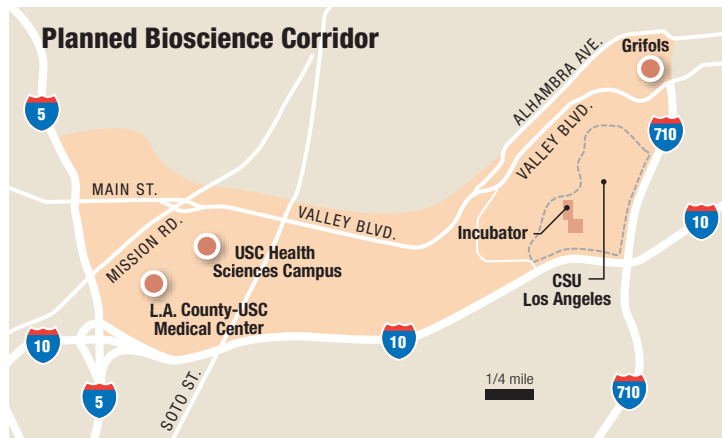 Planned Bioscience Corridor
Grifols
ALHAMBRA AVE.
5
VALLEY BLVD.
710
MAIN ST.
VALLEY BLVD.
10
MISSION RD.
Incubator
USC Health
Sciences Campus
CSU
Los Angeles
L.A. County-USC
Medical Center
10
10
1/4 mile
SOTO ST.
5
710